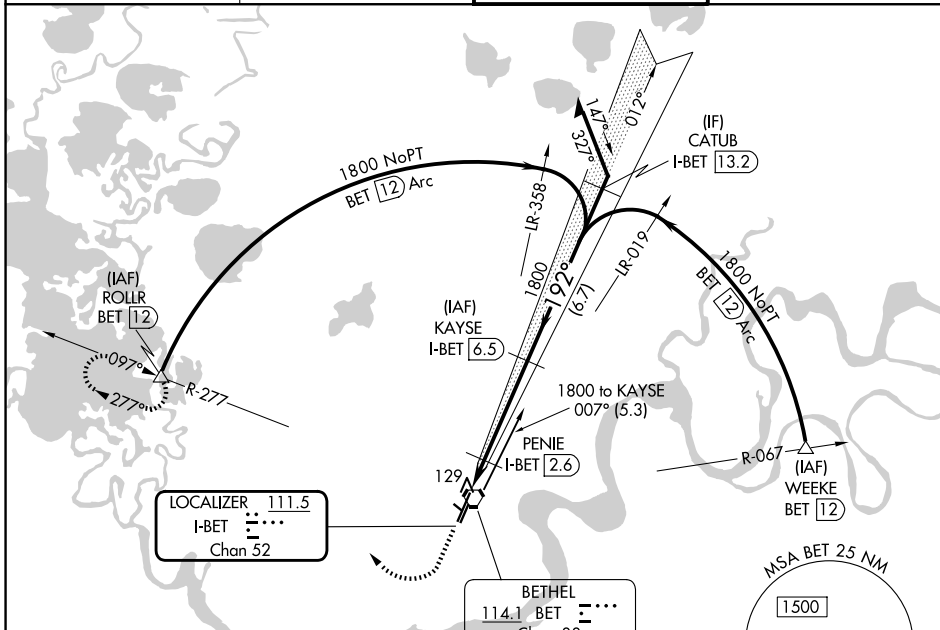 147°
327°
012°
(IF)
CATUB
I-BET 13.2
1800 NoPT
BET 12 Arc
LR-358
LR-019
1800 NoPT
BET 12 Arc
1800
192°
(6.7)
(IAF)
ROLLR
BET 12
097°
277°
R-277
(IAF)
KAYSE
I-BET 6.5
1800 to KAYSE
007° (5.3)
PENIE
I-BET 2.6
129
R-067
(IAF)
WEEKE
BET 12
LOCALIZER 111.5
I-BET
Chan 52
BETHEL
114.1 BET
MSA BET 25 NM
1500